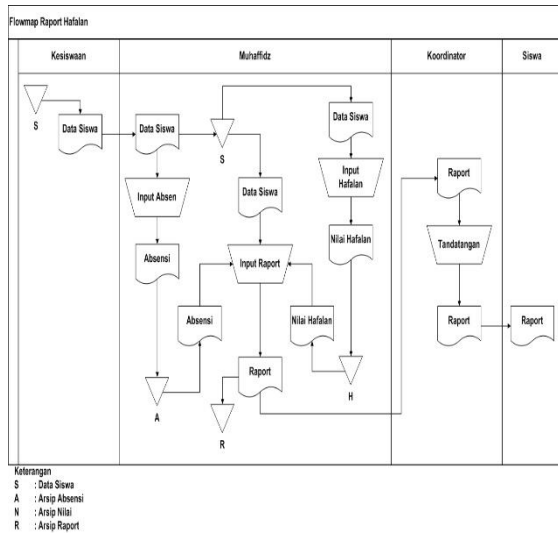 Flowmap Raport Hafalan
Kesiswaan
Muhaffidz
Koordinator
Siswa
S
Data Siswa
Data Siswa
S
Data Siswa
Input Absen
Data Siswa
Input
Hafalan
Raport
Absensi
Input Raport
Nilai Hafalan
Tandatangan
Absensi
Nilai Hafalan
Raport
Raport
Raport
A
R
H
Keterangan
S : Data Siswa
A : Arsip Absensi
N : Arsip Nilai
R : Arsip Raport